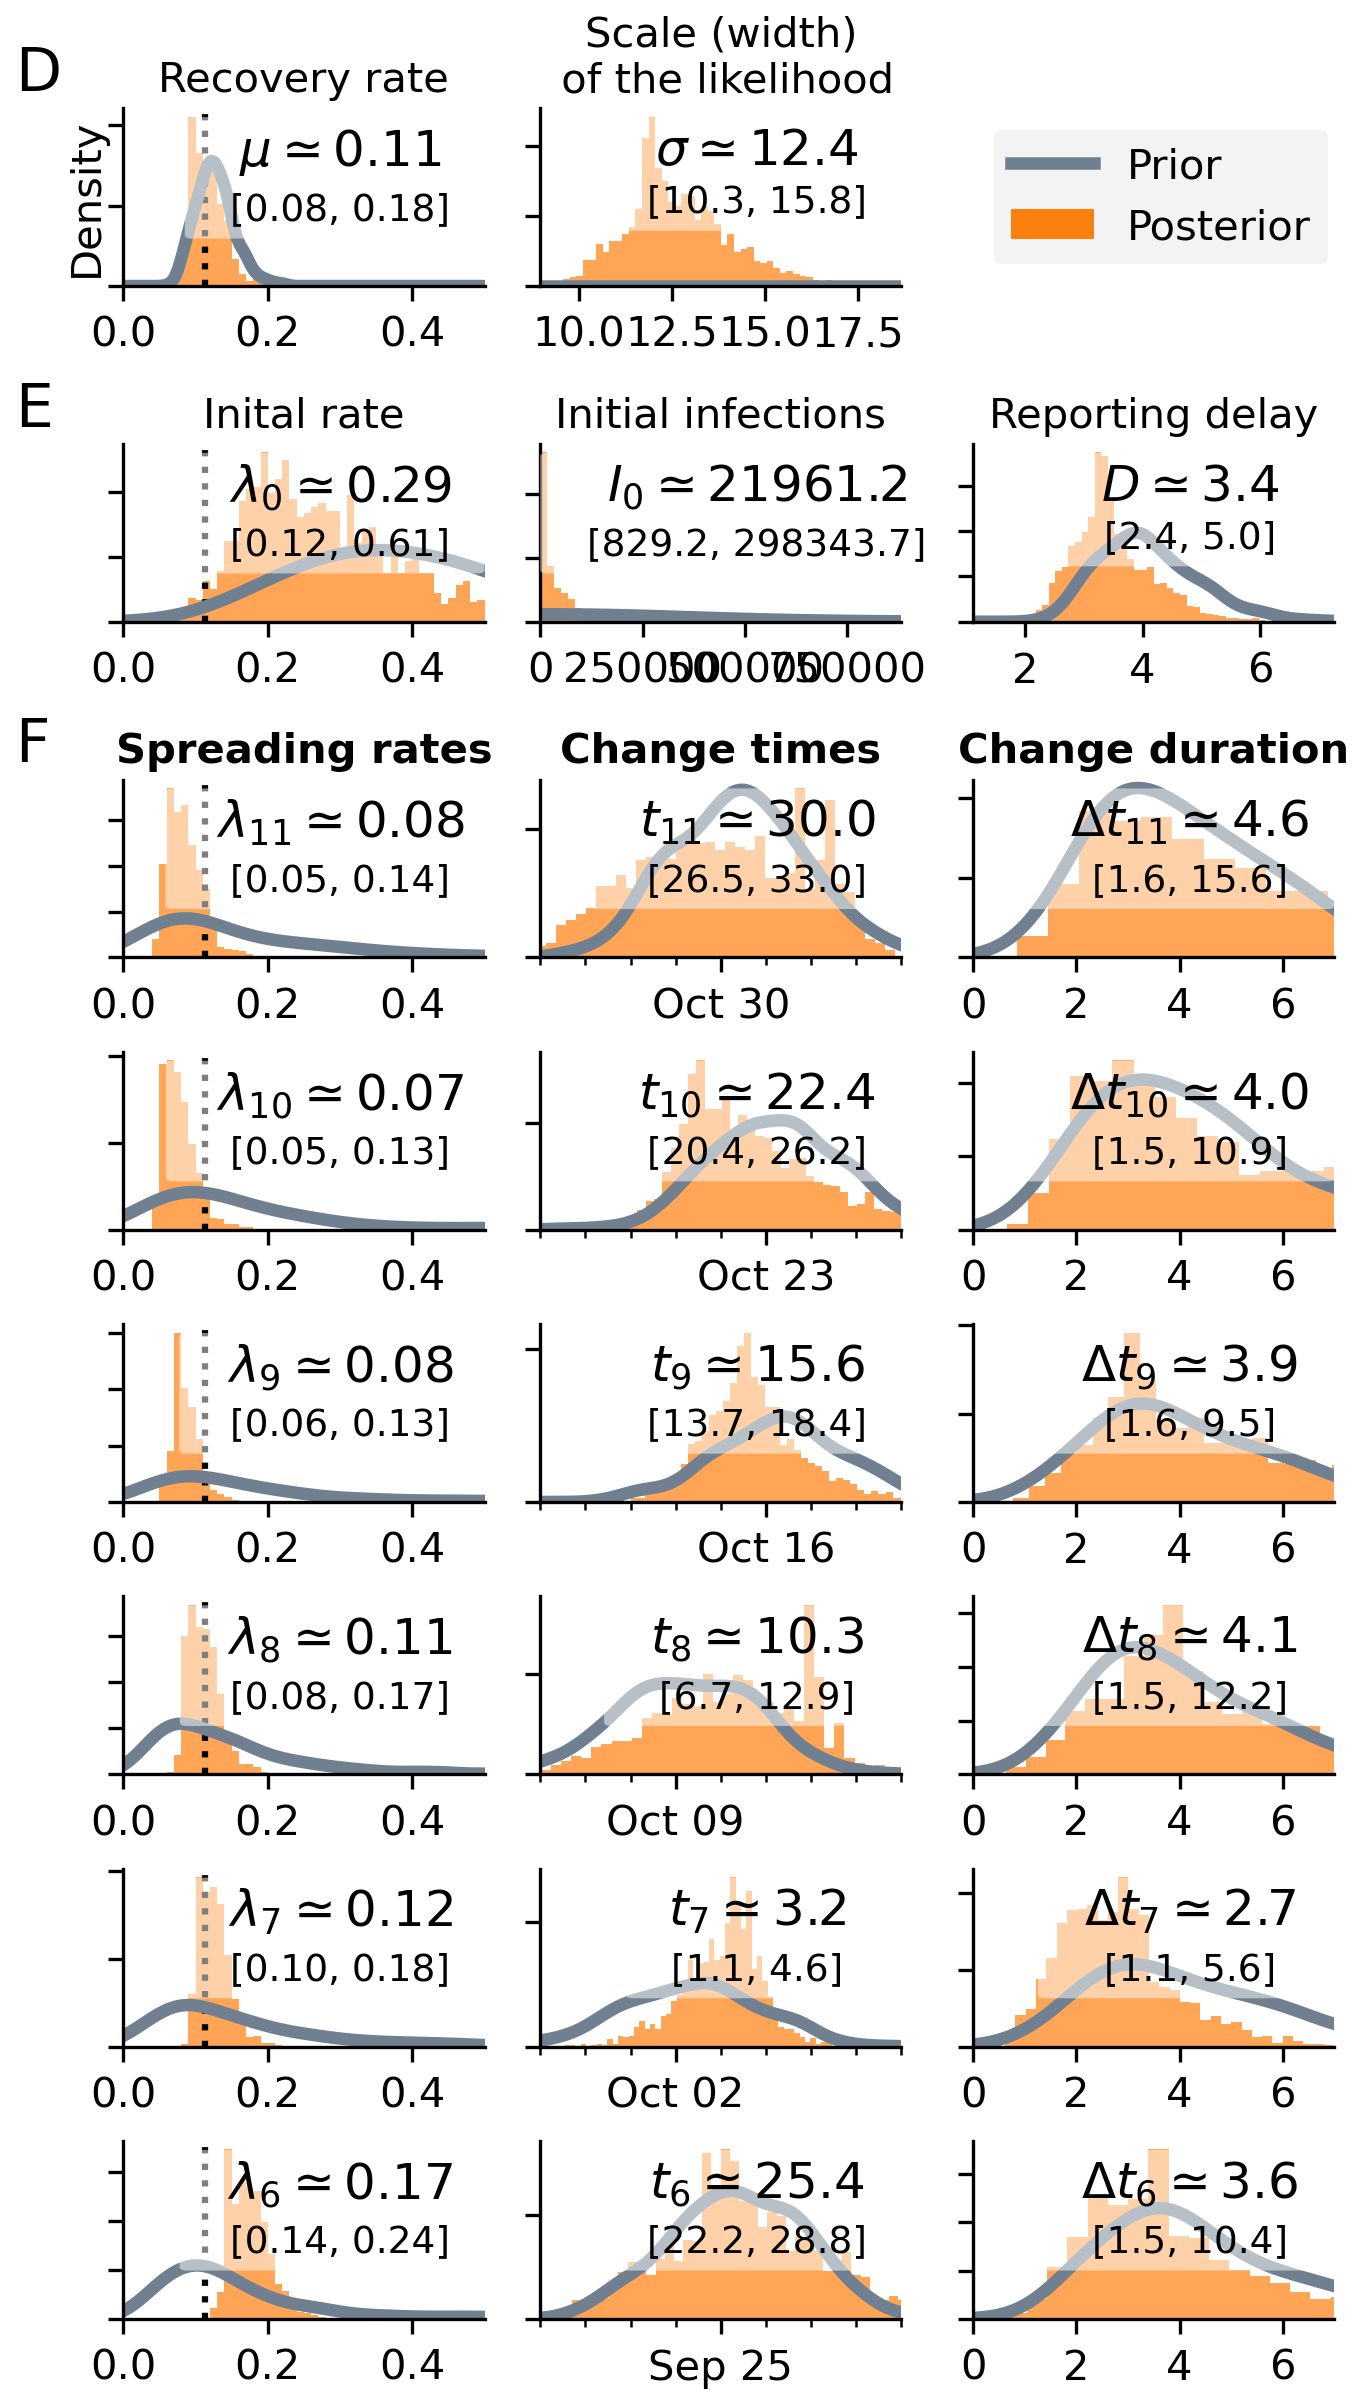 D
Recovery rate
Scale (width)
of the likelihood
Density
μ ≃ 0.11
[0.08, 0.18]
0.0 0.2 0.4
σ ≃ 12.4
[10.3, 15.8]
10.0 12.5 15.0 17.5
Prior
Posterior
E
Inital rate
λ0 ≃ 0.29
[0.12, 0.61]
0.0 0.2 0.4
Initial infections
I0 ≃ 21961.2
[829.2, 298343.7]
0 250000 500000 750000
Reporting delay
D ≃ 3.4
[2.4, 5.0]
2 4 6
F
Spreading rates
Change times
Change duration
λ11 ≃ 0.08
[0.05, 0.14]
0.0 0.2 0.4
t11 ≃ 30.0
[26.5, 33.0]
Oct 30
Δt11 ≃ 4.6
[1.6, 15.6]
0 2 4 6
λ10 ≃ 0.07
[0.05, 0.13]
0.0 0.2 0.4
t10 ≃ 22.4
[20.4, 26.2]
Oct 23
Δt10 ≃ 4.0
[1.5, 10.9]
0 2 4 6
λ9 ≃ 0.08
[0.06, 0.13]
0.0 0.2 0.4
t9 ≃ 15.6
[13.7, 18.4]
Oct 16
Δt9 ≃ 3.9
[1.6, 9.5]
0 2 4 6
λ8 ≃ 0.11
[0.08, 0.17]
0.0 0.2 0.4
t8 ≃ 10.3
[6.7, 12.9]
Oct 09
Δt8 ≃ 4.1
[1.5, 12.2]
0 2 4 6
λ7 ≃ 0.12
[0.10, 0.18]
0.0 0.2 0.4
t7 ≃ 3.2
[1.1, 4.6]
Oct 02
Δt7 ≃ 2.7
[1.1, 5.6]
0 2 4 6
λ6 ≃ 0.17
[0.14, 0.24]
0.0 0.2 0.4
t6 ≃ 25.4
[22.2, 28.8]
Sep 25
Δt6 ≃ 3.6
[1.5, 10.4]
0 2 4 6